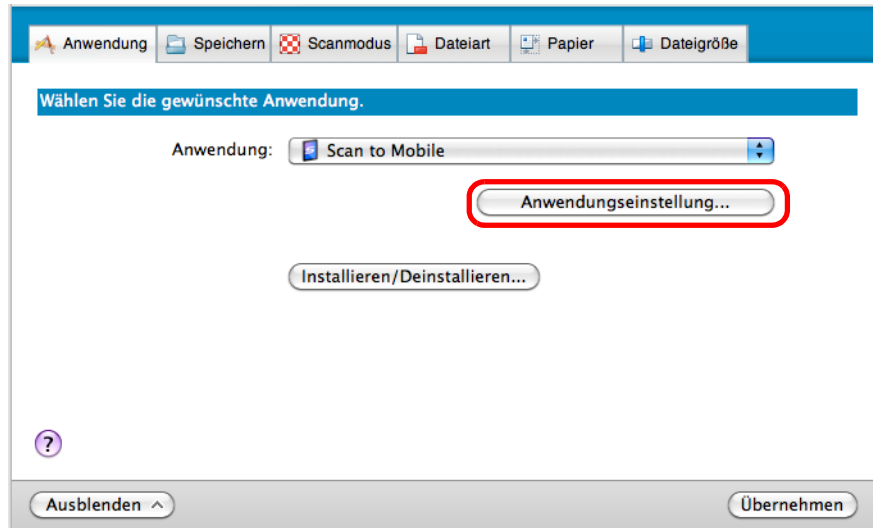 Anwendung Speichern Scanmodus Dateiart Papier Dateigröße
Wählen Sie die gewünschte Anwendung.
Anwendung: Scan to Mobile
Anwendungseinstellung...
Installieren/Deinstallieren...
?
Ausblenden Übernehmen